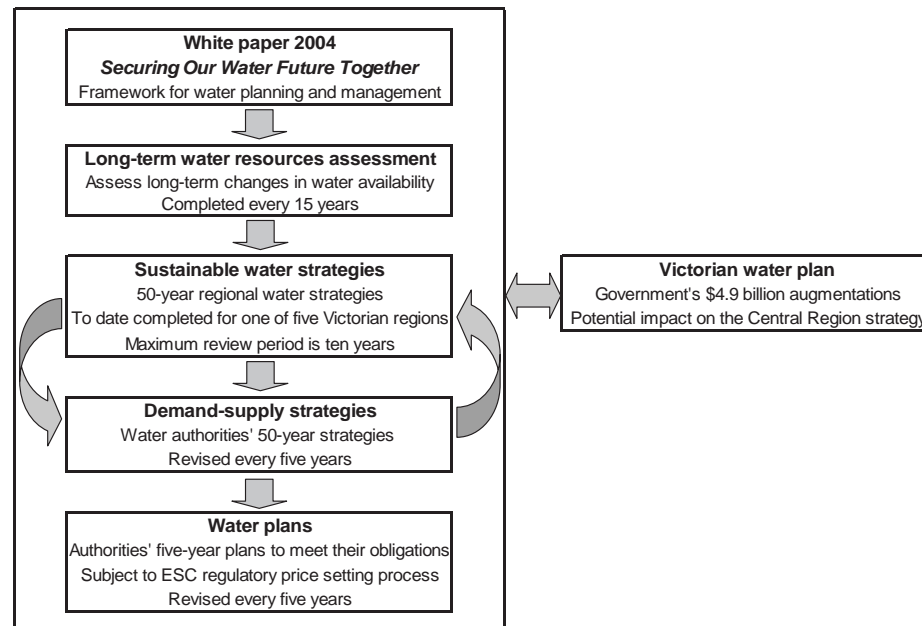 White paper 2004
Securing Our Water Future Together
Framework for water planning and management
Long-term water resources assessment
Assess long-term changes in water availability
Completed every 15 years
Sustainable water strategies
50-year regional water strategies
To date completed for one of five Victorian regions
Maximum review period is ten years
Victorian water plan
Government's $4.9 billion augmentations
Potential impact on the Central Region strategy
Demand-supply strategies
Water authorities' 50-year strategies
Revised every five years
Water plans
Authorities' five-year plans to meet their obligations
Subject to ESC regulatory price setting process
Revised every five years